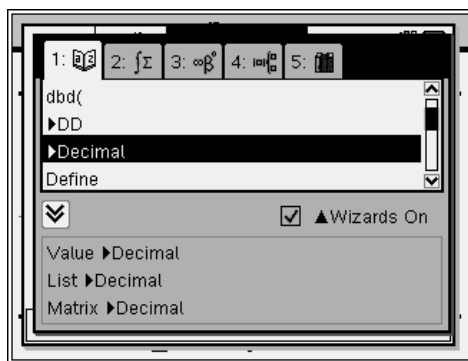 1: 2: ∫Σ 3: ∞β° 4: 5:
dbd(
▶DD
▶Decimal
Define
▲Wizards On
Value ▶Decimal
List ▶Decimal
Matrix ▶Decimal